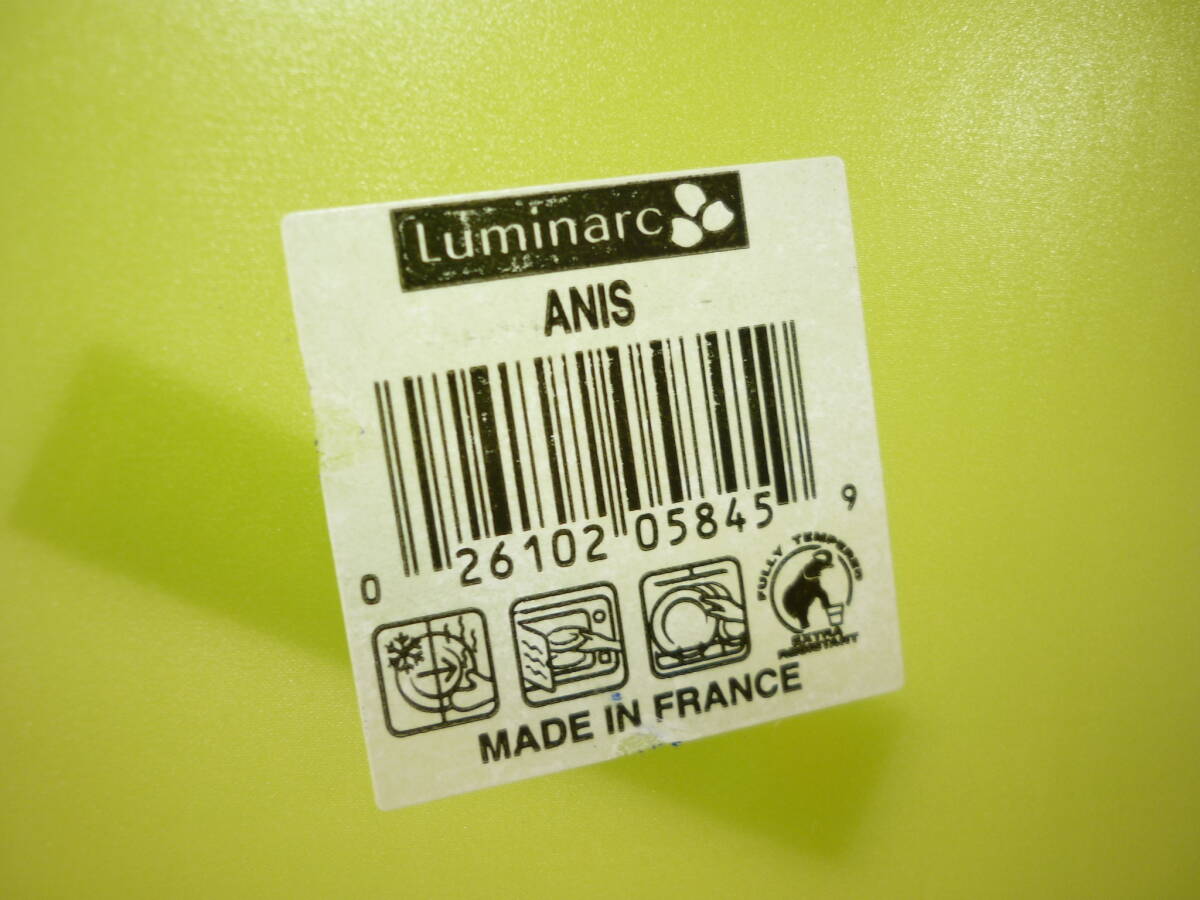 Luminarc
ANIS
0 26102 05845 9
FULLY TEMPERED
EXTRA
RESISTANT
MADE IN FRANCE